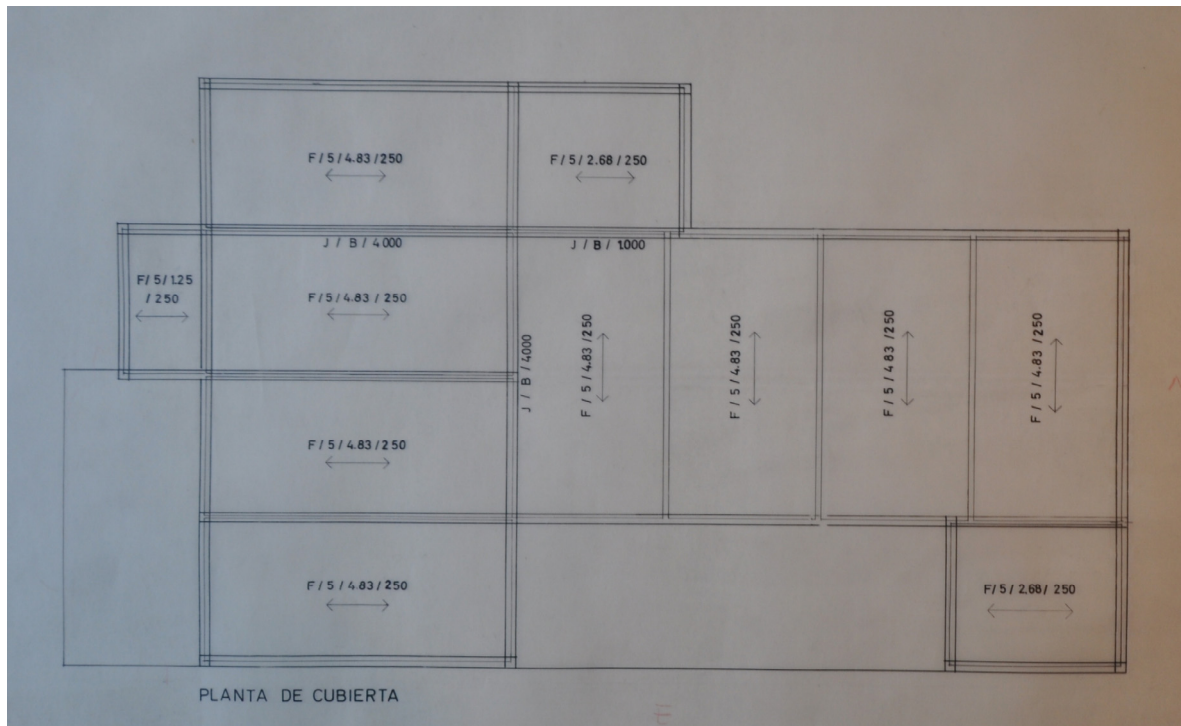 F/5/4.83/250
F/5/2.68/250
J / B / 4000
J / B / 1.000
F/5/1.25
/ 250
F/5/4.83 /250
J / B / 4000
F / 5 / 4.83 / 250
F / 5 / 4.83 / 250
F / 5 / 4.83 / 250
F / 5 / 4.83 / 250
F / 5 / 4.83 / 250
F / 5 / 4.83 / 250
F/ 5 / 2.68/ 250
PLANTA DE CUBIERTA